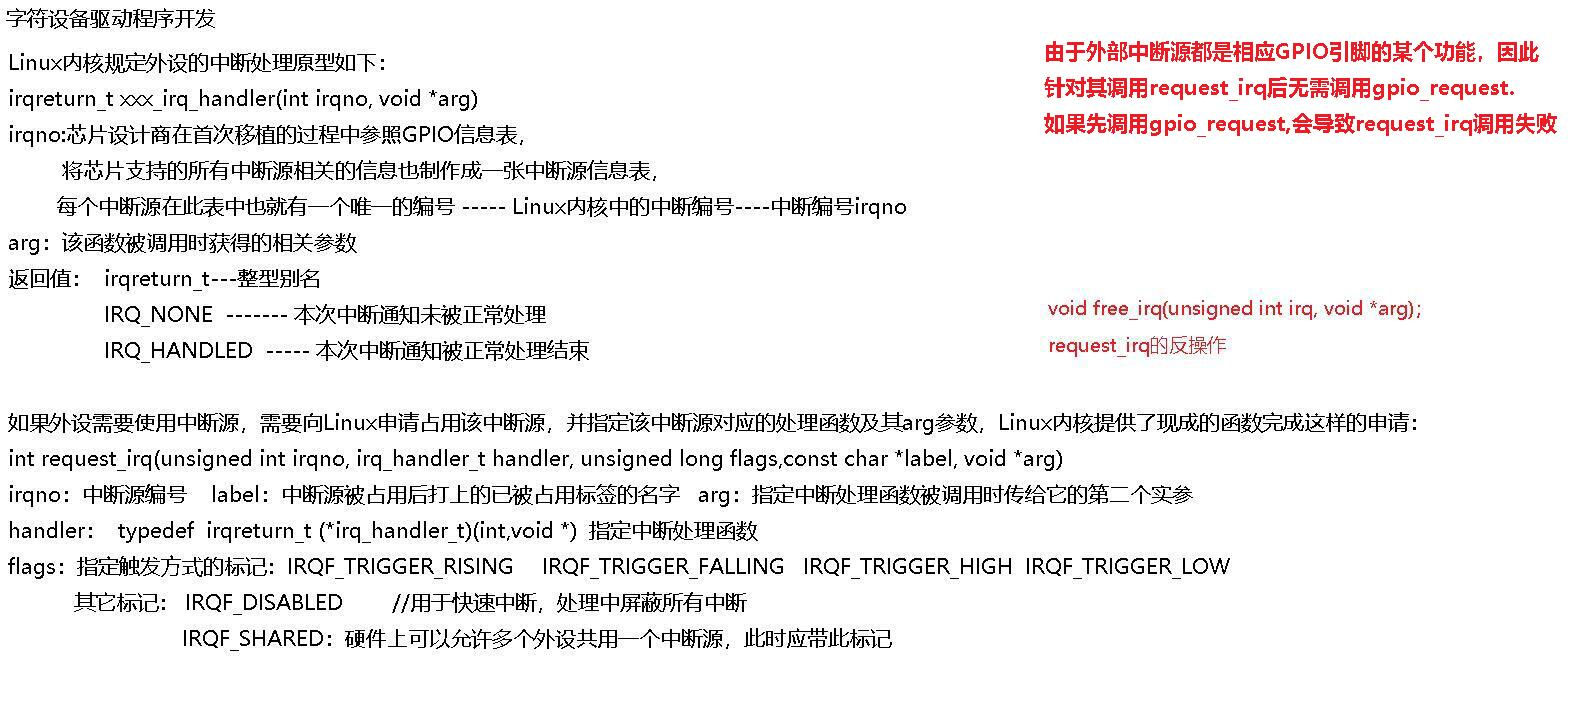 字符设备驱动程序开发
Linux内核规定外设的中断处理原型如下：
irqreturn_t xxx_irq_handler(int irqno, void *arg)
irqno:芯片设计商在首次移植的过程中参照GPIO信息表，
将芯片支持的所有中断源相关的信息也制作成一张中断源信息表，
每个中断源在此表中也就有一个唯一的编号 ----- Linux内核中的中断编号----中断编号irqno
arg：该函数被调用时获得的相关参数
返回值： irqreturn_t---整型别名
IRQ_NONE ------- 本次中断通知未被正常处理
IRQ_HANDLED ----- 本次中断通知被正常处理结束
由于外部中断源都是相应GPIO引脚的某个功能，因此
针对其调用request_irq后无需调用gpio_request.
如果先调用gpio_request,会导致request_irq调用失败
void free_irq(unsigned int irq, void *arg)；
request_irq的反操作
如果外设需要使用中断源，需要向Linux申请占用该中断源，并指定该中断源对应的处理函数及其arg参数，Linux内核提供了现成的函数完成这样的申请：
int request_irq(unsigned int irqno, irq_handler_t handler, unsigned long flags,const char *label, void *arg)
irqno：中断源编号 label：中断源被占用后打上的已被占用标签的名字 arg：指定中断处理函数被调用时传给它的第二个实参
handler： typedef irqreturn_t (*irq_handler_t)(int,void *) 指定中断处理函数
flags：指定触发方式的标记：IRQF_TRIGGER_RISING IRQF_TRIGGER_FALLING IRQF_TRIGGER_HIGH IRQF_TRIGGER_LOW
其它标记： IRQF_DISABLED //用于快速中断，处理中屏蔽所有中断
IRQF_SHARED：硬件上可以允许多个外设共用一个中断源，此时应带此标记